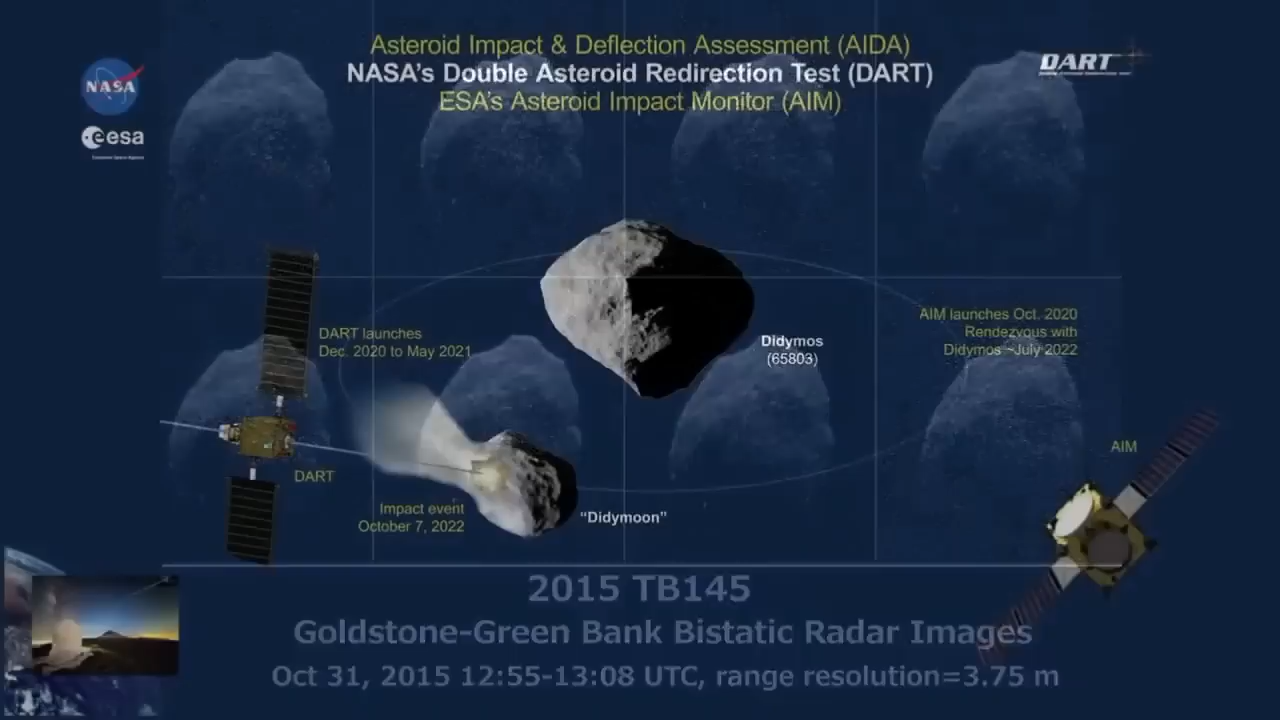 Asteroid Impact & Deflection Assessment (AIDA)
NASA's Double Asteroid Redirection Test (DART)
ESA's Asteroid Impact Monitor (AIM)
NASA
esa
DART
DART launches
Dec. 2020 to May 2021
Didymos
(65803)
AIM launches Oct. 2020
Rendezvous with
Didymos ~July 2022
DART
AIM
Impact event
October 7, 2022
“Didymoon”
2015 TB145
Goldstone-Green Bank Bistatic Radar Images
Oct 31, 2015 12:55-13:08 UTC, range resolution=3.75 m